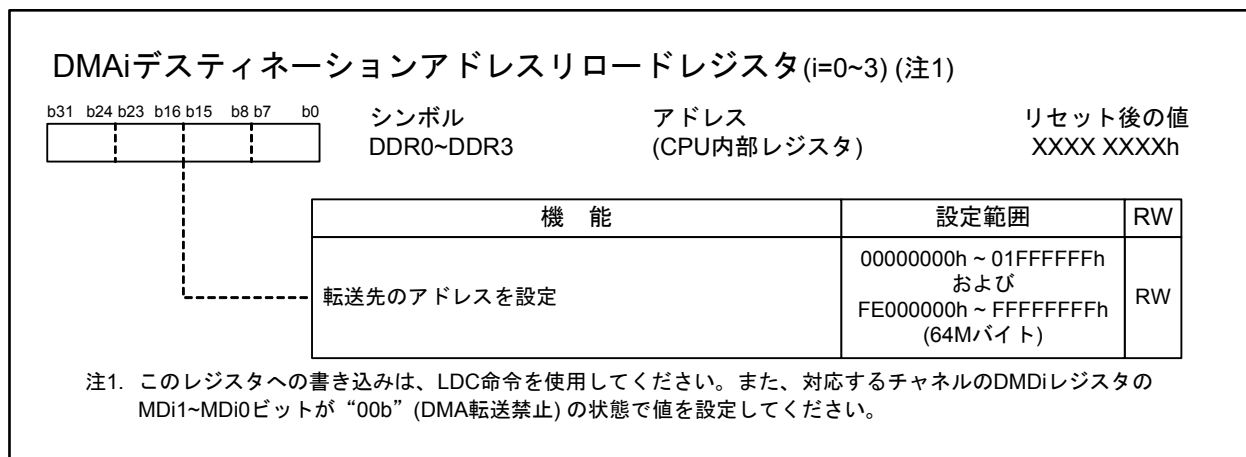 DMAiデスティネーションアドレスリロードレジスタ(i=0~3) (注1)
b31 b24 b23 b16 b15 b8 b7 b0
シンボル アドレス リセット後の値
DDR0~DDR3 (CPU内部レジスタ) XXXX XXXXh
機 能 設定範囲 RW
転送先のアドレスを設定
00000000h ~ 01FFFFFFh
および
FE000000h ~ FFFFFFFFh
(64Mバイト)
RW
注1. このレジスタへの書き込みは、LDC命令を使用してください。また、対応するチャネルのDMDiレジスタの
MDi1~MDi0ビットが“00b” (DMA転送禁止) の状態で値を設定してください。